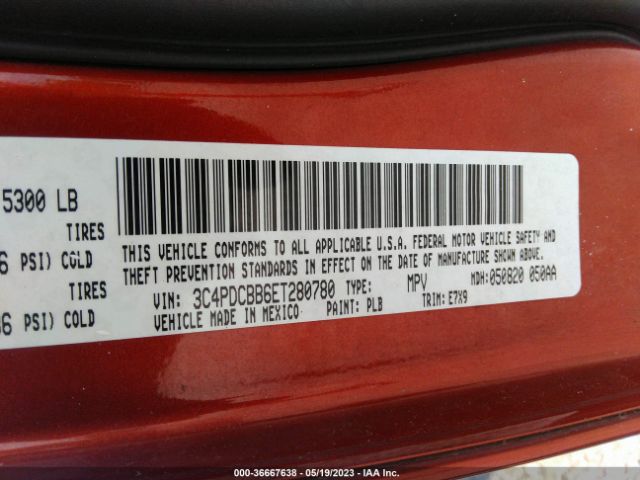 5300 LB
TIRES
PSI) COLD
TIRES
PSI) COLD
THIS VEHICLE CONFORMS TO ALL APPLICABLE U.S.A. FEDERAL MOTOR VEHICLE SAFETY AND
THEFT PREVENTION STANDARDS IN EFFECT ON THE DATE OF MANUFACTURE SHOWN ABOVE.
VIN: 3C4PDCBB6ET280780 TYPE: MPV MDH: 050820 050AA
VEHICLE MADE IN MEXICO PAINT: PLB TRIM: E7X9
000-36667638 - 05/19/2023 - IAA Inc.